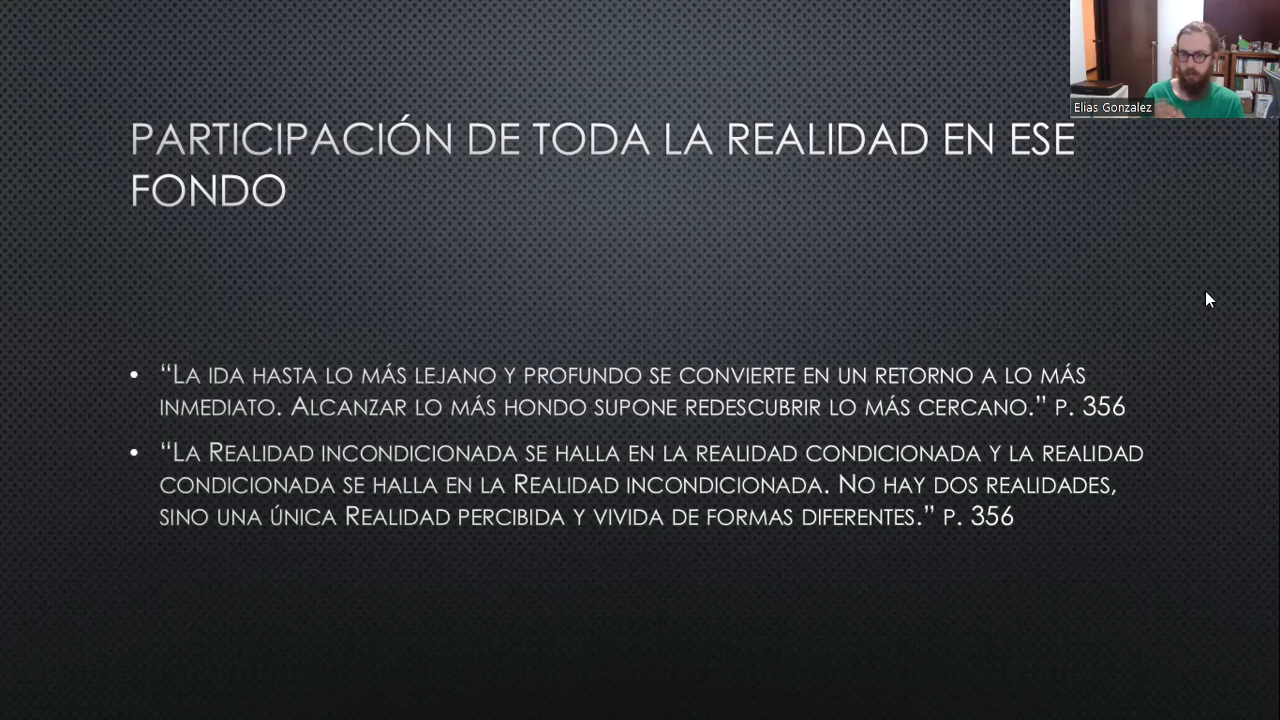 Elias Gonzalez
PARTICIPACIÓN DE TODA LA REALIDAD EN ESE
FONDO
• “La ida hasta lo más lejano y profundo se convierte en un retorno a lo más
inmediato. Alcanzar lo más hondo supone redescubrir lo más cercano.” p. 356
• “La Realidad incondicionada se halla en la realidad condicionada y la realidad
condicionada se halla en la Realidad incondicionada. No hay dos realidades,
sino una única Realidad percibida y vivida de formas diferentes.” p. 356